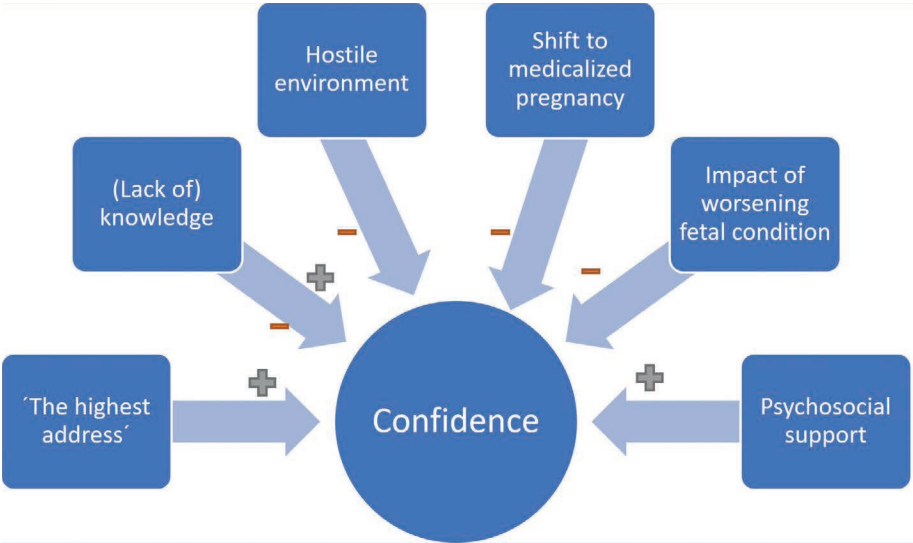 Hostile
environment
Shift to
medicalized
pregnancy
(Lack of)
knowledge
Impact of
worsening
fetal condition
´The highest
address´
Confidence
Psychosocial
support